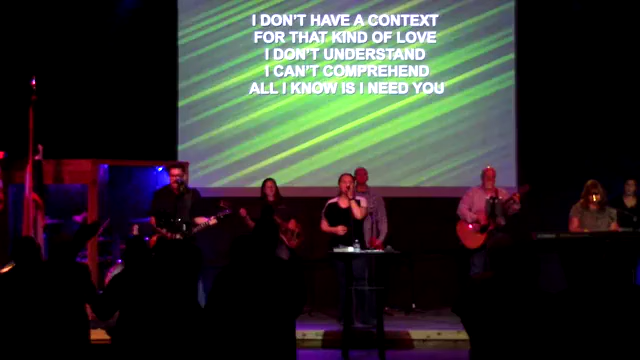 I DON'T HAVE A CONTEXT
FOR THAT KIND OF LOVE
I DON'T UNDERSTAND
I CAN'T COMPREHEND
ALL I KNOW IS I NEED YOU